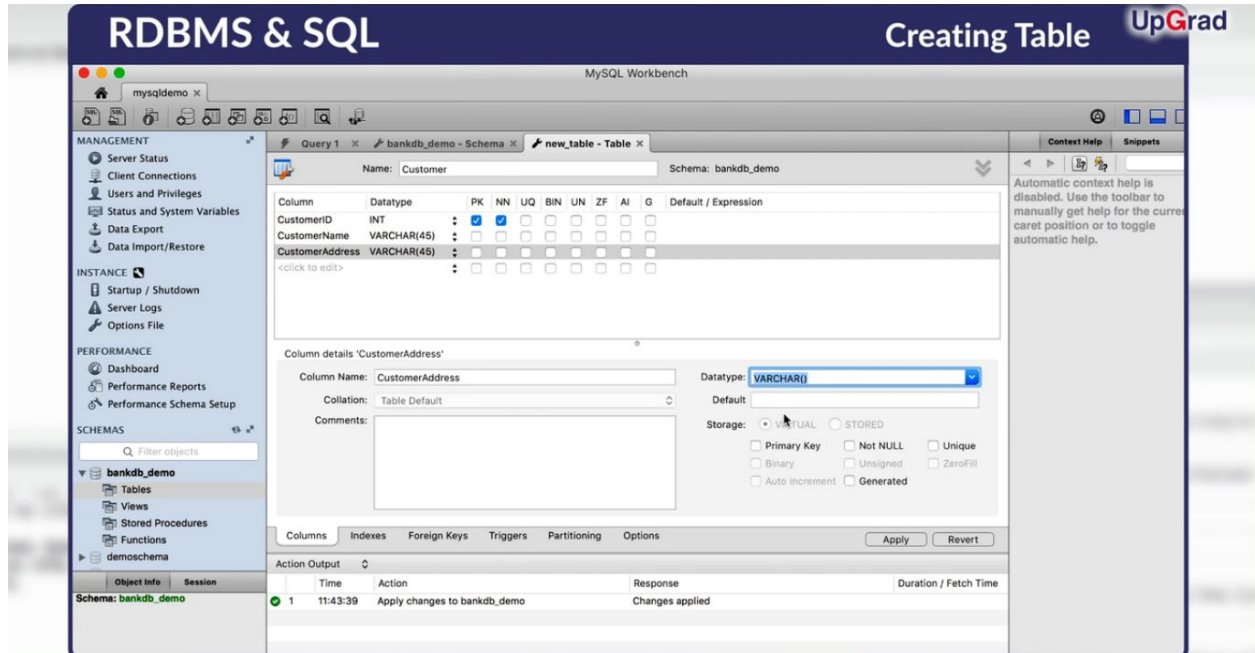 RDBMS & SQL
Creating Table
UpGrad
MySQL Workbench
mysqldemo ×
MANAGEMENT
Server Status
Client Connections
Users and Privileges
Status and System Variables
Data Export
Data Import/Restore
INSTANCE
Startup / Shutdown
Server Logs
Options File
PERFORMANCE
Dashboard
Performance Reports
Performance Schema Setup
SCHEMAS
Filter objects
bankdb_demo
Tables
Views
Stored Procedures
Functions
demoschema
Object Info Session
Schema: bankdb_demo
Query 1 × bankdb_demo - Schema × new_table - Table ×
Name: Customer Schema: bankdb_demo
Column Datatype PK NN UQ BIN UN ZF AI G Default / Expression
CustomerID INT
CustomerName VARCHAR(45)
CustomerAddress VARCHAR(45)
<click to edit>
Column details 'CustomerAddress'
Column Name: CustomerAddress Datatype: VARCHAR()
Collation: Table Default Default
Comments: Storage: VIRTUAL STORED
Primary Key Not NULL Unique
Binary Unsigned ZeroFill
Auto Increment Generated
Columns Indexes Foreign Keys Triggers Partitioning Options Apply Revert
Action Output
Time Action Response Duration / Fetch Time
1 11:43:39 Apply changes to bankdb_demo Changes applied
Context Help Snippets
Automatic context help is
disabled. Use the toolbar to
manually get help for the curre
caret position or to toggle
automatic help.